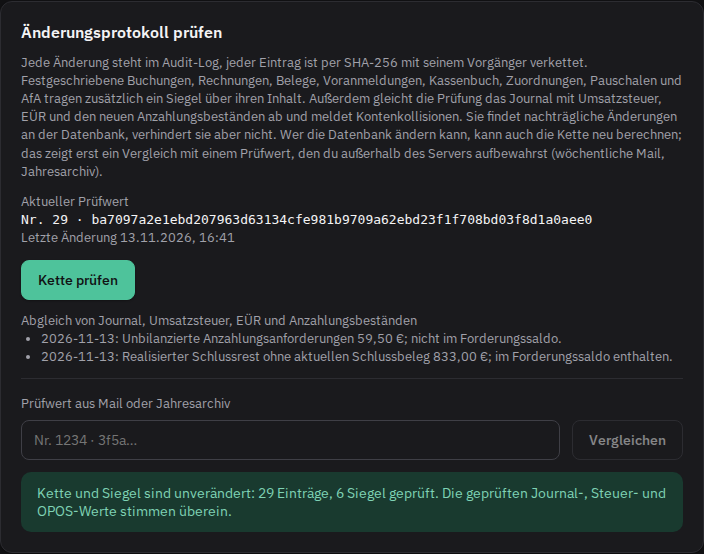 Änderungsprotokoll prüfen
Jede Änderung steht im Audit-Log, jeder Eintrag ist per SHA-256 mit seinem Vorgänger verkettet.
Festgeschriebene Buchungen, Rechnungen, Belege, Voranmeldungen, Kassenbuch, Zuordnungen, Pauschalen und
AfA tragen zusätzlich ein Siegel über ihren Inhalt. Außerdem gleicht die Prüfung das Journal mit Umsatzsteuer,
EÜR und den neuen Anzahlungsbeständen ab und meldet Kontenkollisionen. Sie findet nachträgliche Änderungen
an der Datenbank, verhindert sie aber nicht. Wer die Datenbank ändern kann, kann auch die Kette neu berechnen;
das zeigt erst ein Vergleich mit einem Prüfwert, den du außerhalb des Servers aufbewahrst (wöchentliche Mail,
Jahresarchiv).
Aktueller Prüfwert
Nr. 29 · ba7097a2e1ebd207963d63134cfe981b9709a62ebd23f1f708bd03f8d1a0aee0
Letzte Änderung 13.11.2026, 16:41
Kette prüfen
Abgleich von Journal, Umsatzsteuer, EÜR und Anzahlungsbeständen
• 2026-11-13: Unbilanzierte Anzahlungsanforderungen 59,50 €; nicht im Forderungssaldo.
• 2026-11-13: Realisierter Schlussrest ohne aktuellen Schlussbeleg 833,00 €; im Forderungssaldo enthalten.
Prüfwert aus Mail oder Jahresarchiv
Nr. 1234 · 3f5a…
Vergleichen
Kette und Siegel sind unverändert: 29 Einträge, 6 Siegel geprüft. Die geprüften Journal-, Steuer- und
OPOS-Werte stimmen überein.